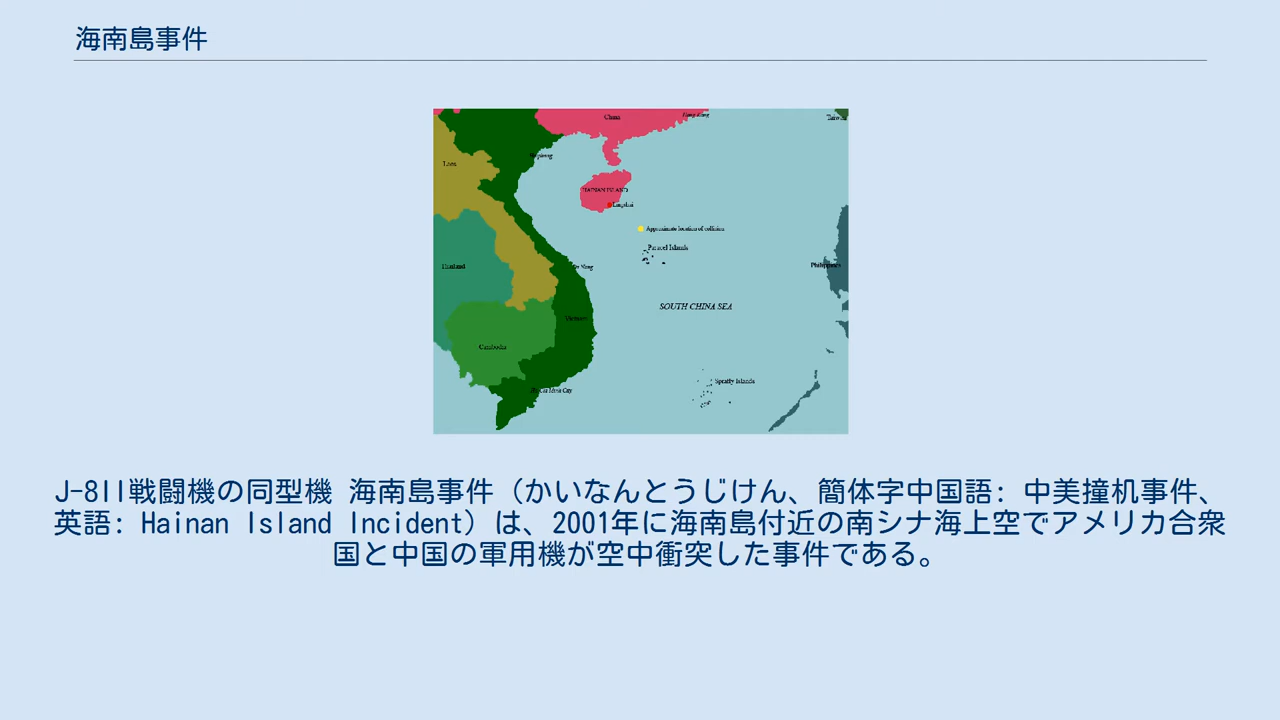 海南島事件
China
Hong Kong
Taiwan
Haiphong
Laos
HAINAN ISLAND
Lingshui
Approximate location of collision
Paracel Islands
Thailand
Da Nang
Philippines
SOUTH CHINA SEA
Vietnam
Cambodia
Spratly Islands
Ho Chi Minh City
J-8II戦闘機の同型機 海南島事件（かいなんとうじけん、簡体字中国語: 中美撞机事件、
英語: Hainan Island Incident）は、2001年に海南島付近の南シナ海上空でアメリカ合衆
国と中国の軍用機が空中衝突した事件である。